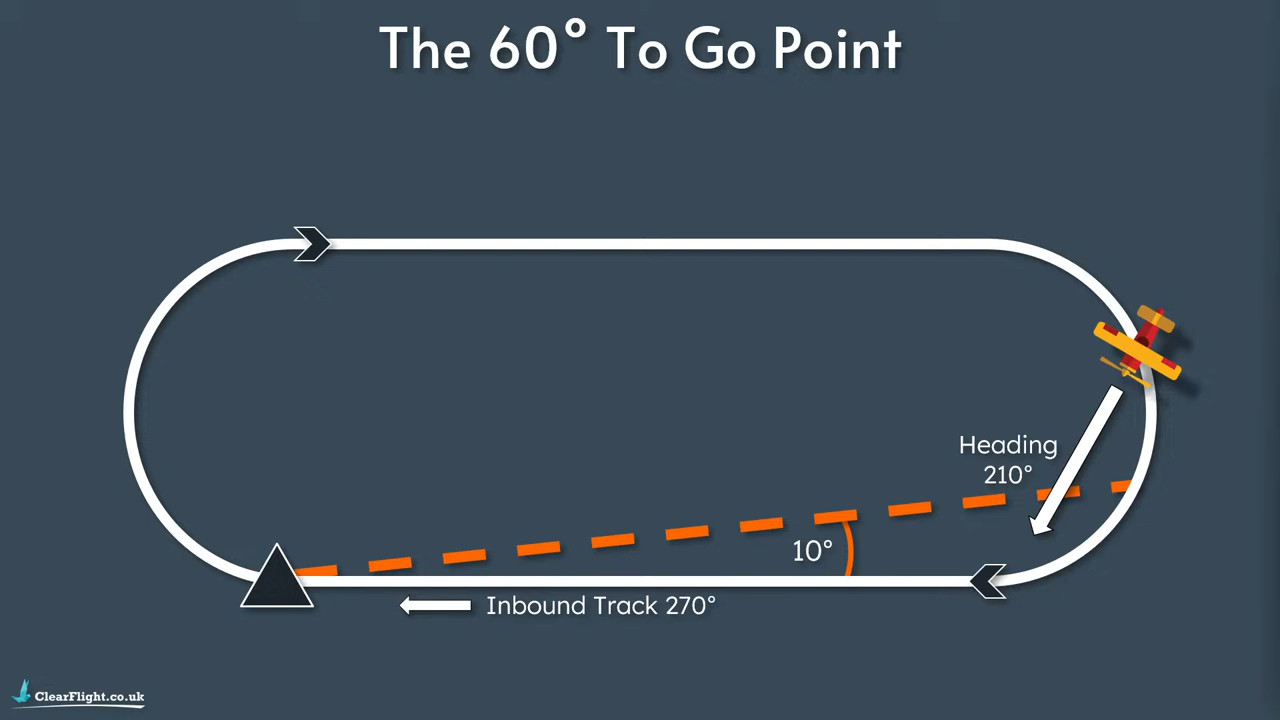 The 60° To Go Point
Heading
210°
10°
Inbound Track 270°
ClearFlight.co.uk